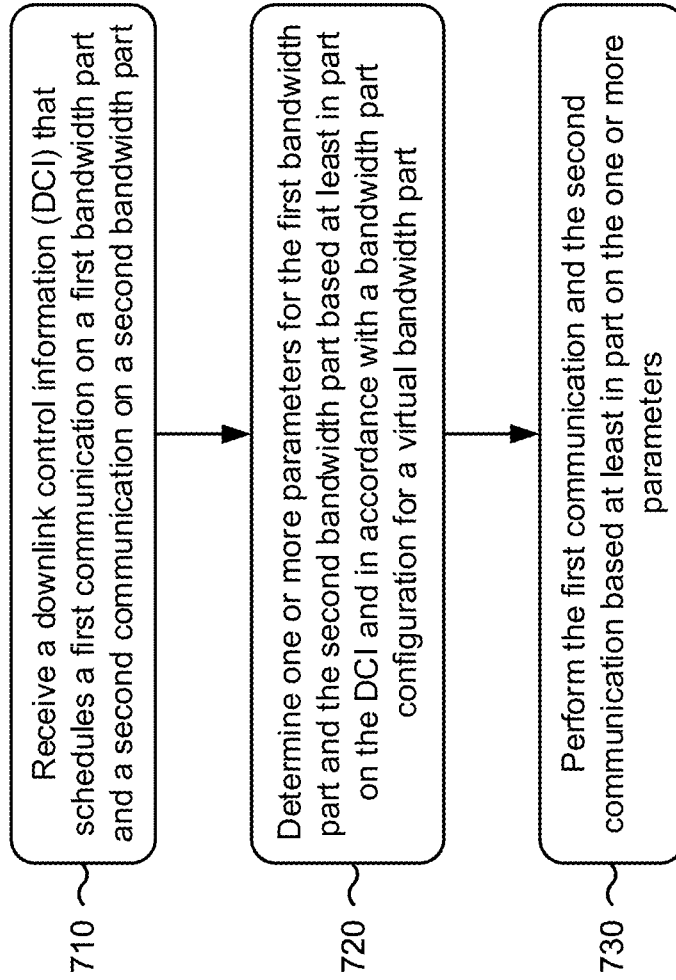 710
Receive a downlink control information (DCI) that
schedules a first communication on a first bandwidth part
and a second communication on a second bandwidth part
720
Determine one or more parameters for the first bandwidth
part and the second bandwidth part based at least in part
on the DCI and in accordance with a bandwidth part
configuration for a virtual bandwidth part
730
Perform the first communication and the second
communication based at least in part on the one or more
parameters